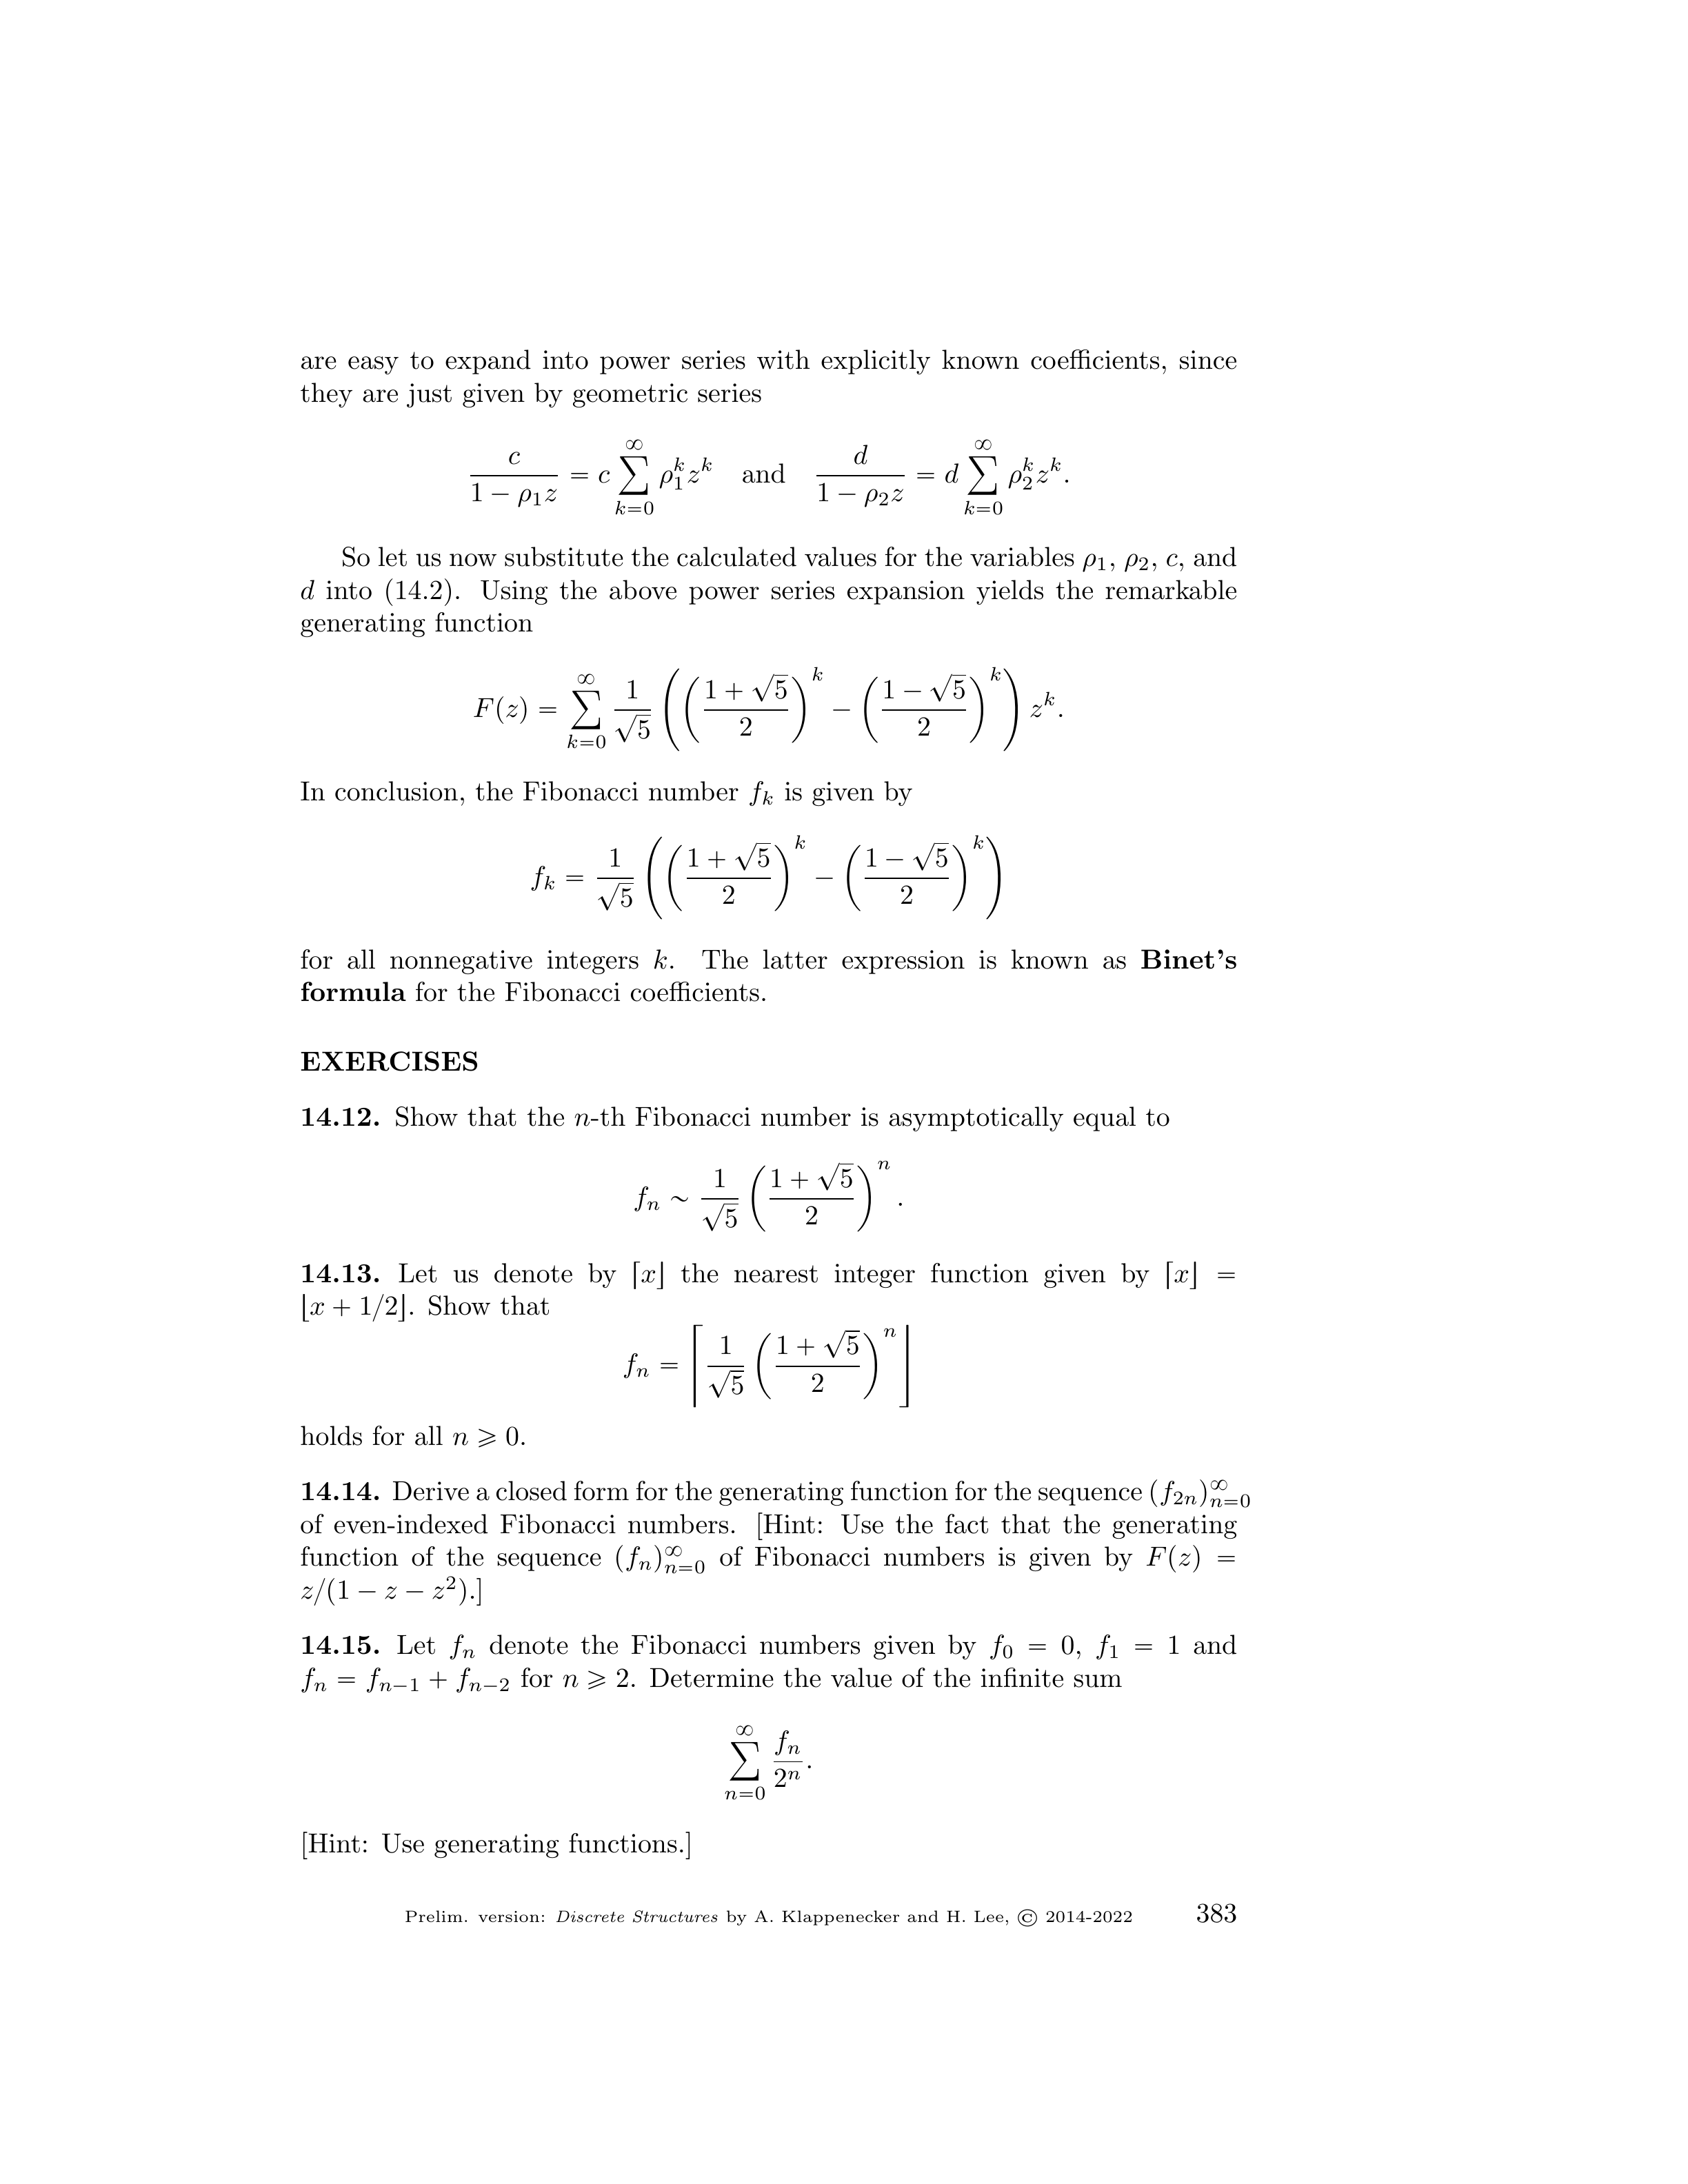 are easy to expand into power series with explicitly known coefficients, since
they are just given by geometric series
$$\frac{c}{1-\rho_1 z} = c\sum_{k=0}^{\infty} \rho_1^k z^k \quad \text{and} \quad \frac{d}{1-\rho_2 z} = d\sum_{k=0}^{\infty} \rho_2^k z^k.$$
So let us now substitute the calculated values for the variables $\rho_1$, $\rho_2$, $c$, and
$d$ into (14.2). Using the above power series expansion yields the remarkable
generating function
$$F(z) = \sum_{k=0}^{\infty} \frac{1}{\sqrt{5}} \left( \left( \frac{1+\sqrt{5}}{2} \right)^k - \left( \frac{1-\sqrt{5}}{2} \right)^k \right) z^k.$$
In conclusion, the Fibonacci number $f_k$ is given by
$$f_k = \frac{1}{\sqrt{5}} \left( \left( \frac{1+\sqrt{5}}{2} \right)^k - \left( \frac{1-\sqrt{5}}{2} \right)^k \right)$$
for all nonnegative integers $k$. The latter expression is known as **Binet's
formula** for the Fibonacci coefficients.
**EXERCISES**
**14.12.** Show that the $n$-th Fibonacci number is asymptotically equal to
$$f_n \sim \frac{1}{\sqrt{5}} \left( \frac{1+\sqrt{5}}{2} \right)^n.$$
**14.13.** Let us denote by $\lceil x \rfloor$ the nearest integer function given by $\lceil x \rfloor =$
$\lfloor x + 1/2 \rfloor$. Show that
$$f_n = \left\lceil \frac{1}{\sqrt{5}} \left( \frac{1+\sqrt{5}}{2} \right)^n \right\rfloor$$
holds for all $n \geqslant 0$.
**14.14.** Derive a closed form for the generating function for the sequence $(f_{2n})_{n=0}^{\infty}$
of even-indexed Fibonacci numbers. [Hint: Use the fact that the generating
function of the sequence $(f_n)_{n=0}^{\infty}$ of Fibonacci numbers is given by $F(z) =$
$z/(1 - z - z^2)$.]
**14.15.** Let $f_n$ denote the Fibonacci numbers given by $f_0 = 0$, $f_1 = 1$ and
$f_n = f_{n-1} + f_{n-2}$ for $n \geqslant 2$. Determine the value of the infinite sum
$$\sum_{n=0}^{\infty} \frac{f_n}{2^n}.$$
[Hint: Use generating functions.]
Prelim. version: *Discrete Structures* by A. Klappenecker and H. Lee, © 2014-2022 383